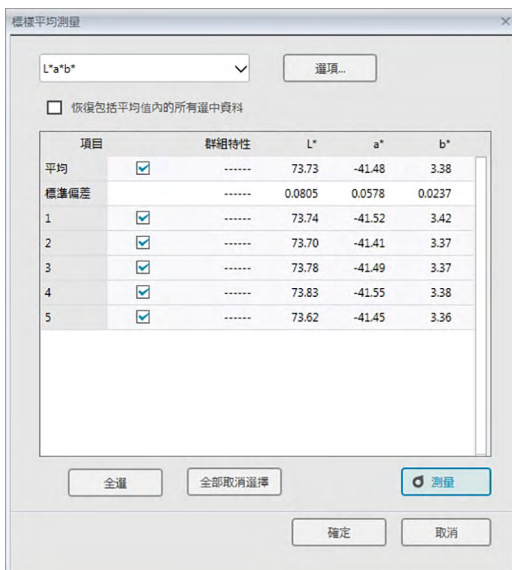 標樣平均測量
L*a*b*
選項...
恢復包括平均值內的所有選中資料
項目 群組特性 L* a* b*
平均 ------ 73.73 -41.48 3.38
標準偏差 ------ 0.0805 0.0578 0.0237
1 ------ 73.74 -41.52 3.42
2 ------ 73.70 -41.41 3.37
3 ------ 73.78 -41.49 3.37
4 ------ 73.83 -41.55 3.38
5 ------ 73.62 -41.45 3.36
全選 全部取消選擇 測量
確定 取消